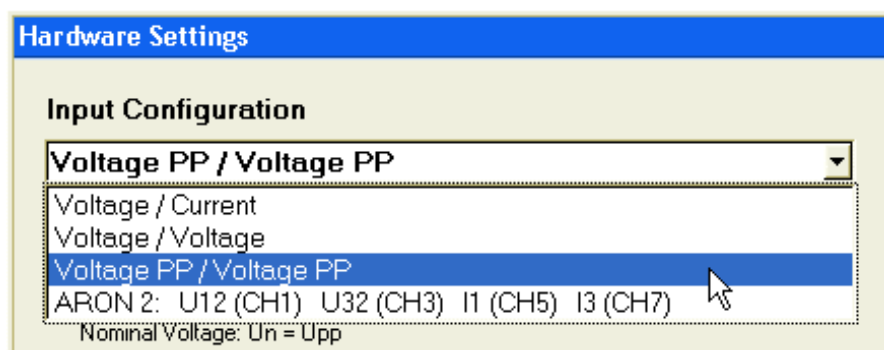 Hardware Settings
Input Configuration
Voltage PP / Voltage PP
Voltage / Current
Voltage / Voltage
Voltage PP / Voltage PP
ARON 2: U12 (CH1) U32 (CH3) I1 (CH5) I3 (CH7)
Nominal Voltage: Un = Upp